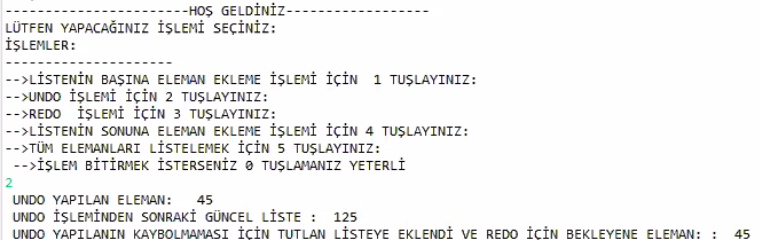 -----------------------HOŞ GELDİNİZ------------------
LÜTFEN YAPACAĞINIZ İŞLEMİ SEÇİNİZ:
İŞLEMLER:
---------------------
-->LİSTENİN BAŞINA ELEMAN EKLEME İŞLEMİ İÇİN  1 TUŞLAYINIZ:
-->UNDO İŞLEMİ İÇİN 2 TUŞLAYINIZ:
-->REDO  İŞLEMİ İÇİN 3 TUŞLAYINIZ:
-->LİSTENİN SONUNA ELEMAN EKLEME İŞLEMİ İÇİN 4 TUŞLAYINIZ:
-->TÜM ELEMANLARI LİSTELEMEK İÇİN 5 TUŞLAYINIZ:
 -->İŞLEM BİTİRMEK İSTERSENİZ 0 TUŞLAMANIZ YETERLİ
2
 UNDO YAPILAN ELEMAN:   45
 UNDO İŞLEMİNDEN SONRAKİ GÜNCEL LİSTE :  125
 UNDO YAPILANIN KAYBOLMAMASI İÇİN TUTLAN LİSTEYE EKLENDİ VE REDO İÇİN BEKLEYENE ELEMAN: :  45